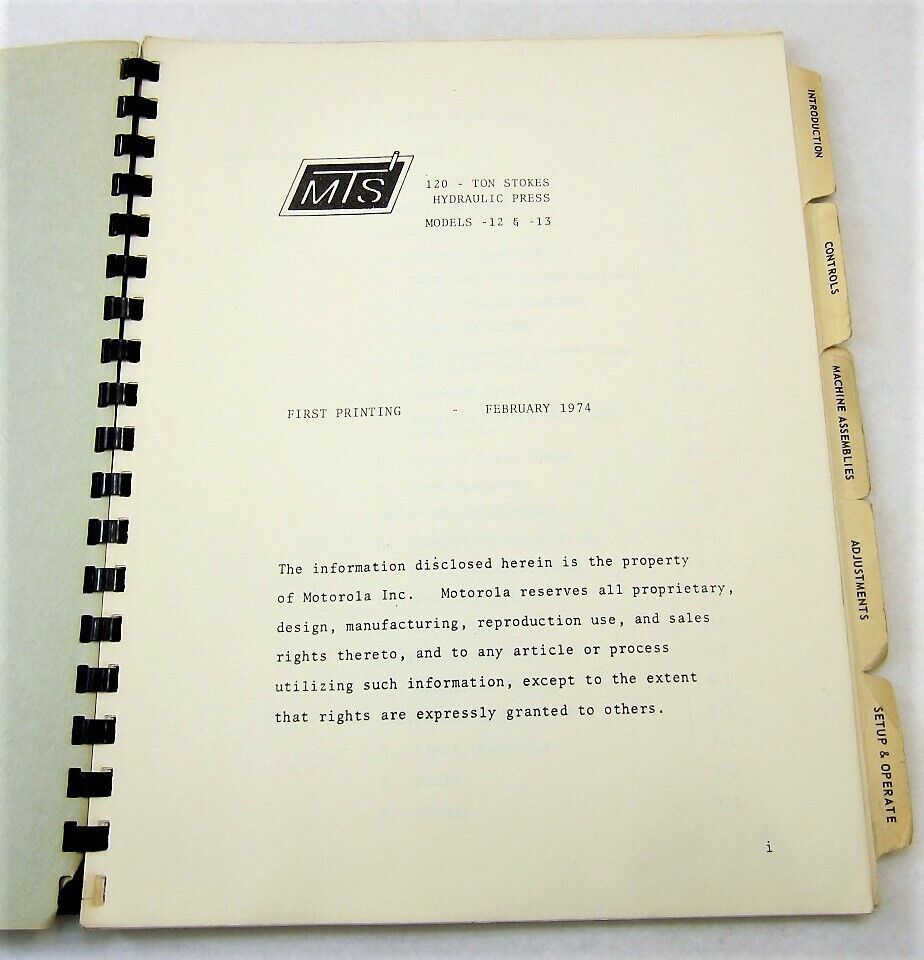 MTS
120 - TON STOKES
HYDRAULIC PRESS
MODELS -12 & -13
FIRST PRINTING - FEBRUARY 1974
The information disclosed herein is the property
of Motorola Inc. Motorola reserves all proprietary,
design, manufacturing, reproduction use, and sales
rights thereto, and to any article or process
utilizing such information, except to the extent
that rights are expressly granted to others.
i
INTRODUCTION
CONTROLS
MACHINE ASSEMBLIES
ADJUSTMENTS
SETUP & OPERATE